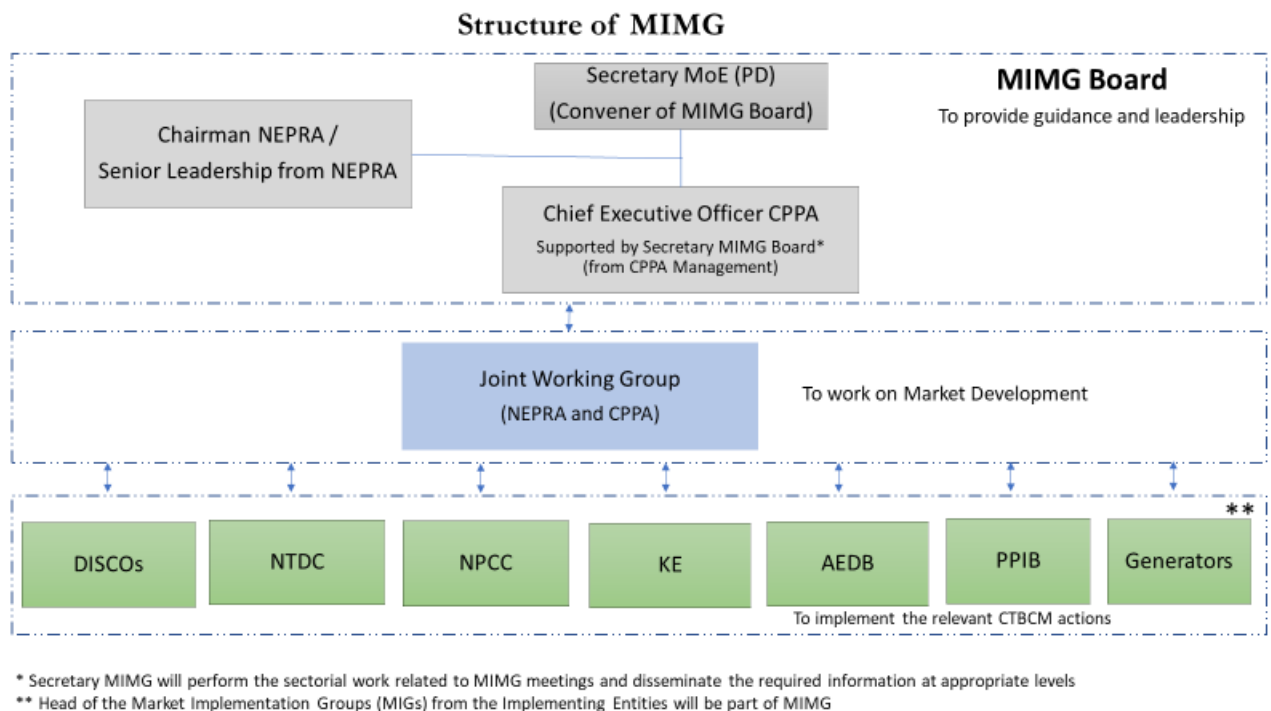 Structure of MIMG
Secretary MoE (PD)
(Convener of MIMG Board)
MIMG Board
To provide guidance and leadership
Chairman NEPRA /
Senior Leadership from NEPRA
Chief Executive Officer CPPA
Supported by Secretary MIMG Board*
(from CPPA Management)
Joint Working Group
(NEPRA and CPPA)
To work on Market Development
**
DISCOs
NTDC
NPCC
KE
AEDB
PPIB
Generators
To implement the relevant CTBCM actions
* Secretary MIMG will perform the sectorial work related to MIMG meetings and disseminate the required information at appropriate levels
** Head of the Market Implementation Groups (MIGs) from the Implementing Entities will be part of MIMG